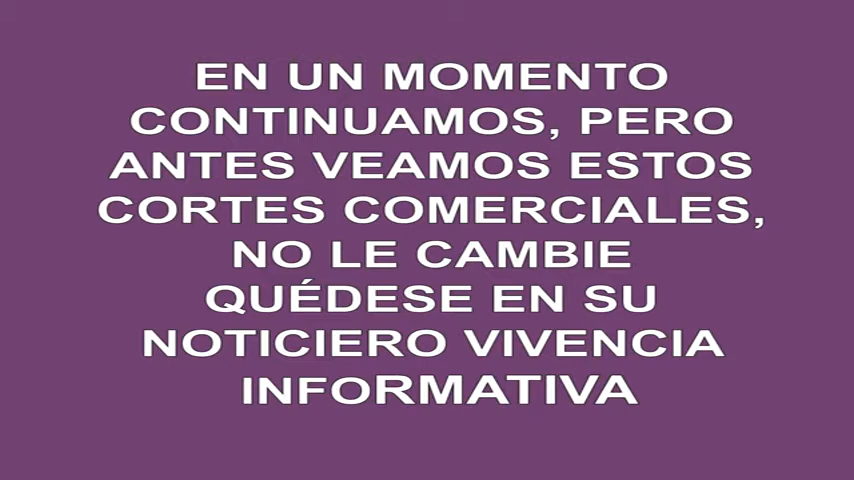 EN UN MOMENTO
CONTINUAMOS, PERO
ANTES VEAMOS ESTOS
CORTES COMERCIALES,
NO LE CAMBIE
QUÉDESE EN SU
NOTICIERO VIVENCIA
INFORMATIVA